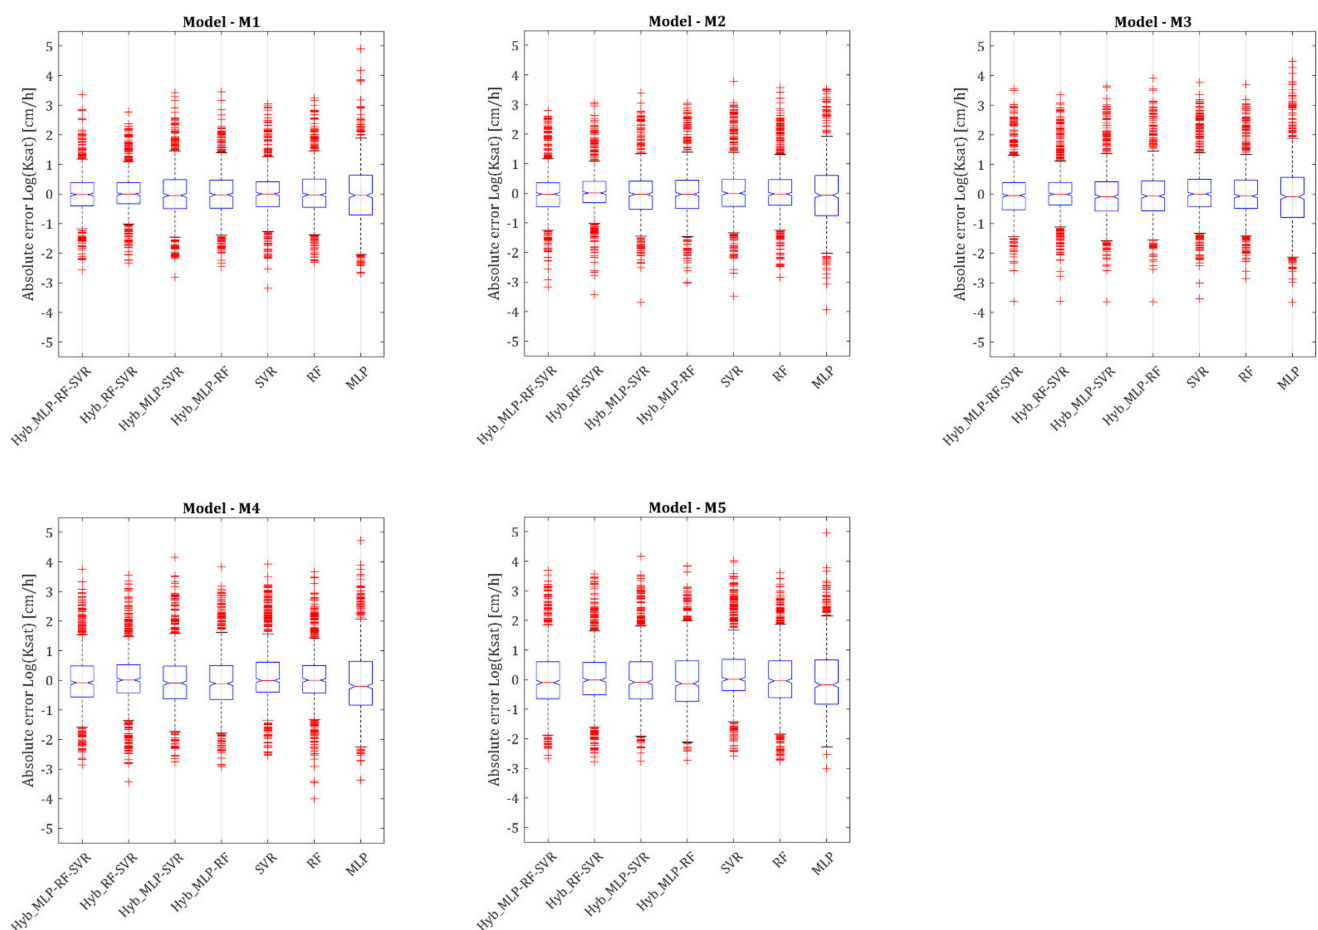 Model - M1
Absolute error Log(Ksat) [cm/h]
5
4
3
2
1
0
-1
-2
-3
-4
-5
Hyb_MLP-RF-SVR
Hyb_RF-SVR
Hyb_MLP-SVR
Hyb_MLP-RF
SVR
RF
MLP
Model - M2
Absolute error Log(Ksat) [cm/h]
5
4
3
2
1
0
-1
-2
-3
-4
-5
Hyb_MLP-RF-SVR
Hyb_RF-SVR
Hyb_MLP-SVR
Hyb_MLP-RF
SVR
RF
MLP
Model - M3
Absolute error Log(Ksat) [cm/h]
5
4
3
2
1
0
-1
-2
-3
-4
-5
Hyb_MLP-RF-SVR
Hyb_RF-SVR
Hyb_MLP-SVR
Hyb_MLP-RF
SVR
RF
MLP
Model - M4
Absolute error Log(Ksat) [cm/h]
5
4
3
2
1
0
-1
-2
-3
-4
-5
Hyb_MLP-RF-SVR
Hyb_RF-SVR
Hyb_MLP-SVR
Hyb_MLP-RF
SVR
RF
MLP
Model - M5
Absolute error Log(Ksat) [cm/h]
5
4
3
2
1
0
-1
-2
-3
-4
-5
Hyb_MLP-RF-SVR
Hyb_RF-SVR
Hyb_MLP-SVR
Hyb_MLP-RF
SVR
RF
MLP